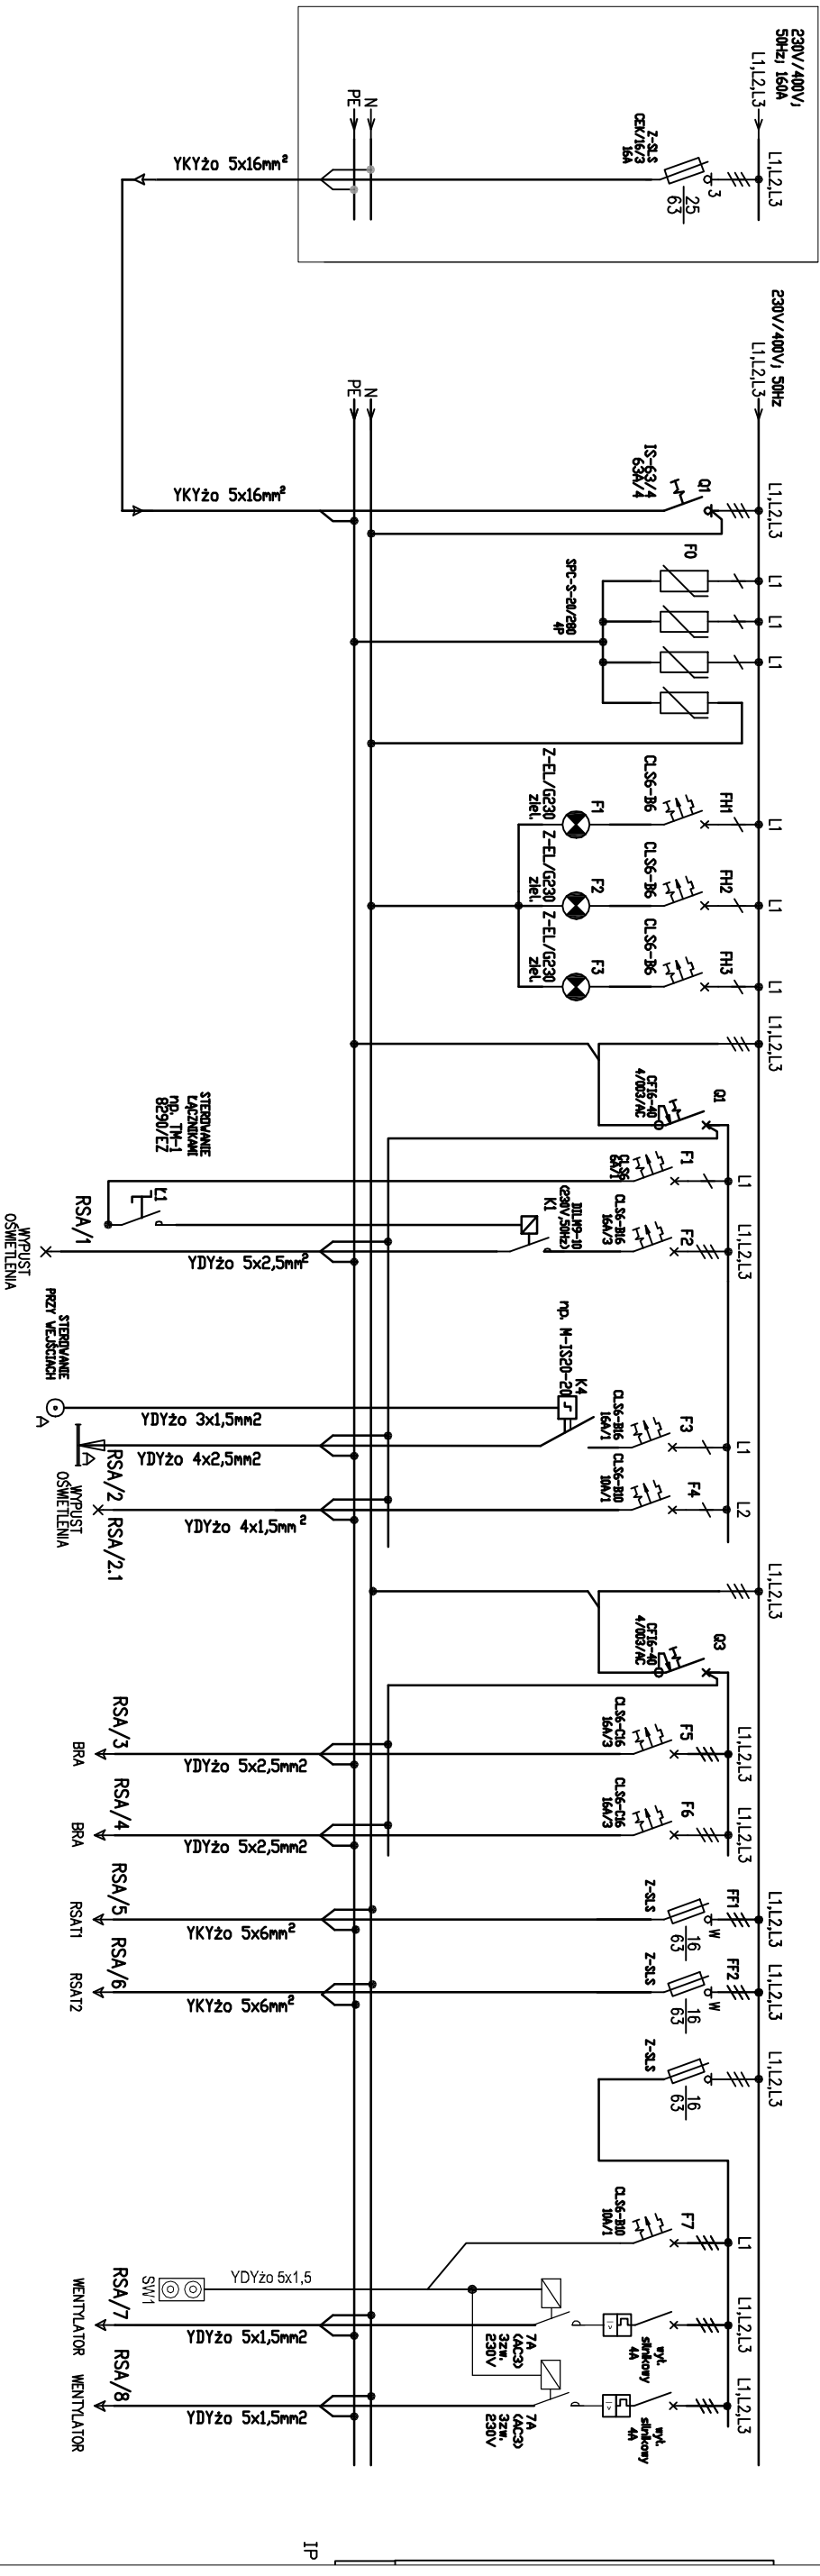 230V/400V;
50Hz; 160A
L1,L2,L3
L1,L2,L3
N
PE
Z-SLS
CEK/16/3
16A
3
25
63
YKYżo 5x16mm²
230V/400V; 50Hz
L1,L2,L3
N
PE
YKYżo 5x16mm²
L1,L2,L3
Q1
IS-63/4
63A/4
F0
L1
L1
L1
SPC-S-20/280
4P
FH1
L1
CLS6-B6
F1
Z-EL/G230
ziel.
FH2
L1
CLS6-B6
F2
Z-EL/G230
ziel.
FH3
L1
CLS6-B6
F3
Z-EL/G230
ziel.
L1,L2,L3
Q1
CFI6-40
4/003/AC
F1
L1
CLS6
6A/1
STEROWANIE
ŁĄCZNIKAMI
np. TM-1
8290/EZ
Ł1
RSA/1
F2
L1,L2,L3
CLS6-B16
16A/3
K1
DILM9-10
(230V,50Hz)
YDYżo 5x2,5mm²
WYPUST
OŚWIETLENIA
STEROWANIE
PRZY WEJŚCIACH
K4
np. M-IS20-20
YDYżo 3x1,5mm2
A
F3
L1
CLS6-B16
16A/1
YDYżo 4x2,5mm2
A
RSA/2
F4
L2
CLS6-B10
10A/1
YDYżo 4x1,5mm²
WYPUST
OŚWIETLENIA
RSA/2.1
L1,L2,L3
Q3
CFI6-40
4/003/AC
F5
L1,L2,L3
CLS6-C16
16A/3
YDYżo 5x2,5mm2
RSA/3
BRA
F6
L1,L2,L3
CLS6-C16
16A/3
YDYżo 5x2,5mm2
RSA/4
BRA
FF1
L1,L2,L3
Z-SLS
W
16
63
YKYżo 5x6mm²
RSA/5
RSAT1
FF2
L1,L2,L3
Z-SLS
W
16
63
YKYżo 5x6mm²
RSA/6
RSAT2
L1,L2,L3
Z-SLS
16
63
F7
L1
CLS6-B10
10A/1
YDYżo 5x1,5
SW1
L1,L2,L3
wył.
silnikowy
4A
7A
(AC3)
3zw.
230V
YDYżo 5x1,5mm2
RSA/7
WENTYLATOR
L1,L2,L3
wył.
silnikowy
4A
7A
(AC3)
3zw.
230V
YDYżo 5x1,5mm2
RSA/8
WENTYLATOR
IP